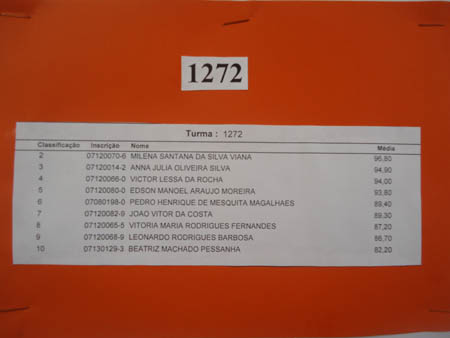 1272
Turma : 1272
Classificação Inscrição Nome Média
2 07120070-6 MILENA SANTANA DA SILVA VIANA 96,80
3 07120014-2 ANNA JULIA OLIVEIRA SILVA 94,90
4 07120066-0 VICTOR LESSA DA ROCHA 94,00
5 07120080-0 EDSON MANOEL ARAUJO MOREIRA 93,80
6 07080198-0 PEDRO HENRIQUE DE MESQUITA MAGALHAES 89,40
7 07120082-9 JOAO VITOR DA COSTA 89,30
8 07120065-5 VITORIA MARIA RODRIGUES FERNANDES 87,20
9 07120068-9 LEONARDO RODRIGUES BARBOSA 86,70
10 07130129-3 BEATRIZ MACHADO PESSANHA 82,20